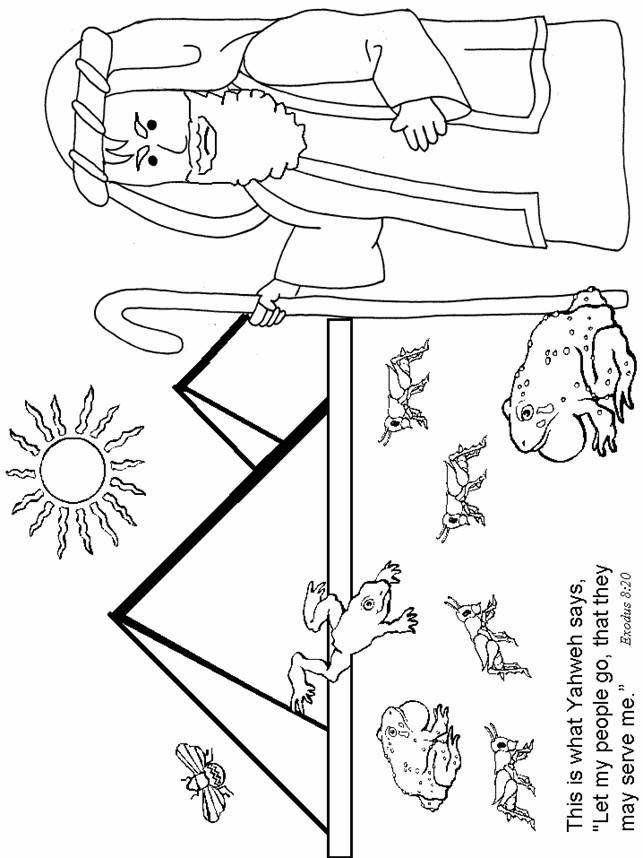 This is what Yahweh says,
"Let my people go, that they
may serve me."
Exodus 8:20